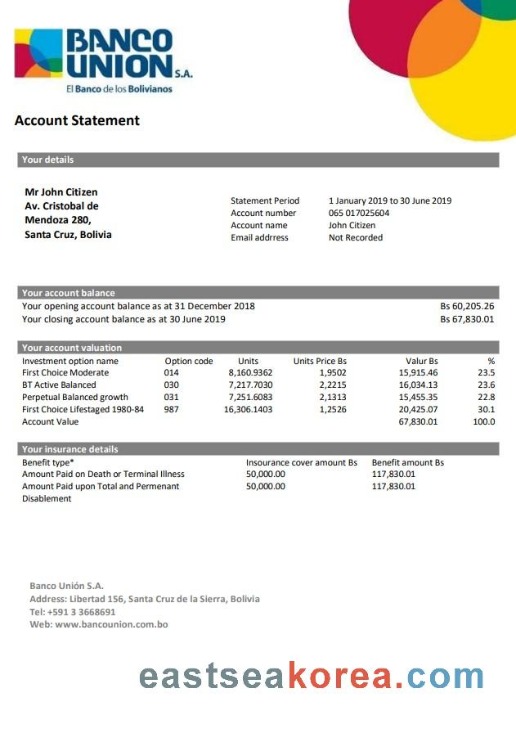 BANCO
UNION S.A.
El Banco de los Bolivianos
Account Statement
Your details
Mr John Citizen
Av. Cristobal de
Mendoza 280,
Santa Cruz, Bolivia
Statement Period 1 January 2019 to 30 June 2019
Account number 065 017025604
Account name John Citizen
Email addrress Not Recorded
Your account balance
Your opening account balance as at 31 December 2018 Bs 60,205.26
Your closing account balance as at 30 June 2019 Bs 67,830.01
Your account valuation
Investment option name Option code Units Units Price Bs Valur Bs %
First Choice Moderate 014 8,160.9362 1,9502 15,915.46 23.5
BT Active Balanced 030 7,217.7030 2,2215 16,034.13 23.6
Perpetual Balanced growth 031 7,251.6083 2,1313 15,455.35 22.8
First Choice Lifestaged 1980-84 987 16,306.1403 1,2526 20,425.07 30.1
Account Value 67,830.01 100.0
Your insurance details
Benefit type* Insourance cover amount Bs Benefit amount Bs
Amount Paid on Death or Terminal Illness 50,000.00 117,830.01
Amount Paid upon Total and Permenant 50,000.00 117,830.01
Disablement
Banco Unión S.A.
Address: Libertad 156, Santa Cruz de la Sierra, Bolivia
Tel: +591 3 3668691
Web: www.bancounion.com.bo
eastseakorea.com